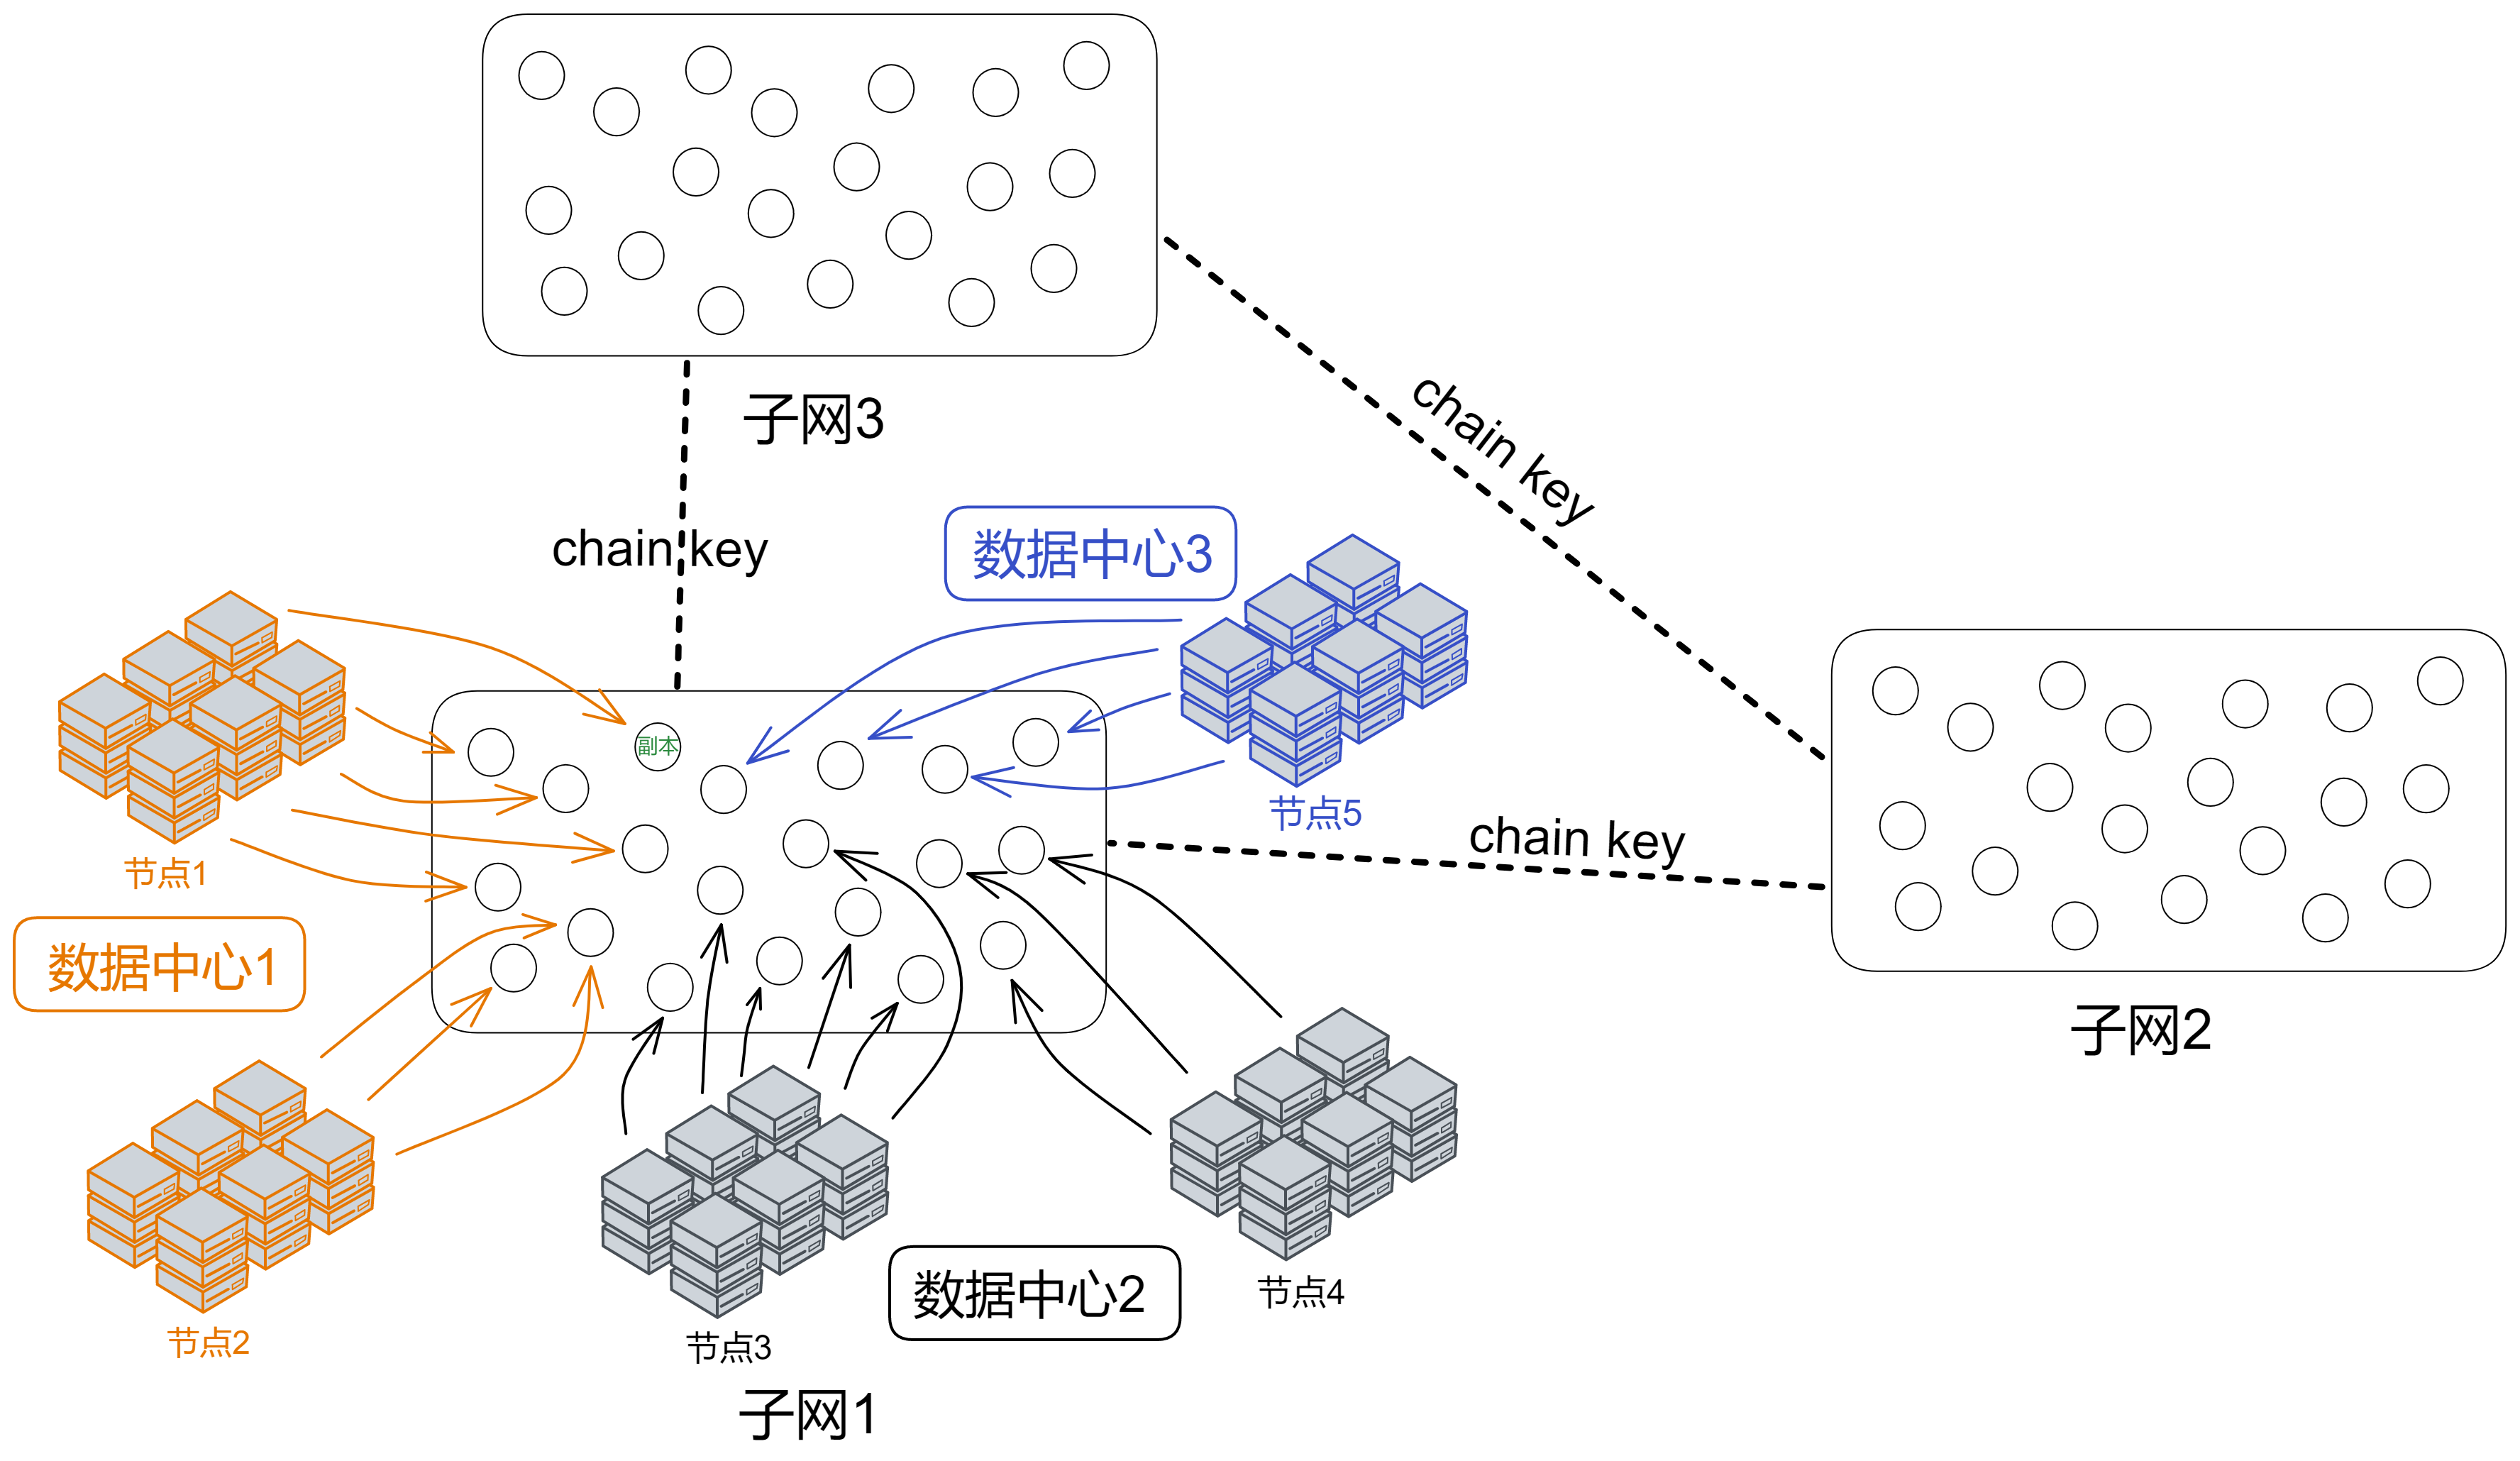 子网3
chain key
chain key
数据中心3
副本
节点5
chain key
节点1
数据中心1
子网2
数据中心2
节点4
节点2
节点3
子网1